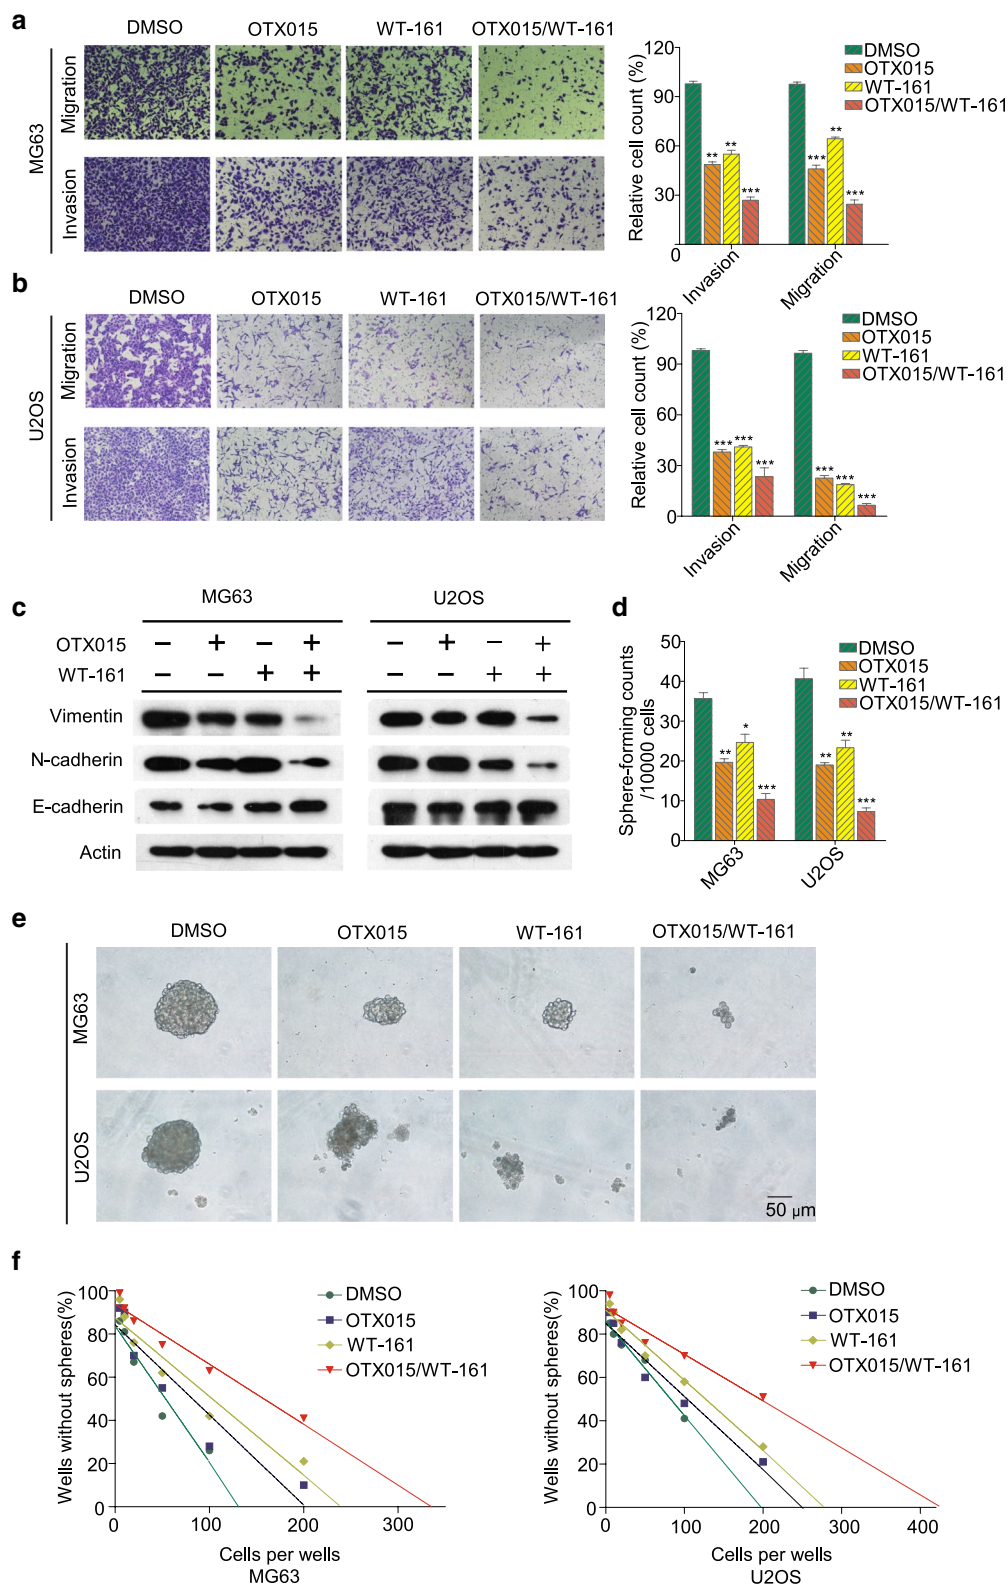 a
DMSO OTX015 WT-161 OTX015/WT-161
MG63
Migration
Invasion
Relative cell count (%)
120
90
60
30
0
DMSO
OTX015
WT-161
OTX015/WT-161
** ** *** *** ** ***
Invasion Migration
b
DMSO OTX015 WT-161 OTX015/WT-161
U2OS
Migration
Invasion
Relative cell count (%)
120
90
60
30
0
DMSO
OTX015
WT-161
OTX015/WT-161
*** *** *** *** *** ***
Invasion Migration
c
MG63 U2OS
OTX015 − + − + − + − +
WT-161 − − + + − − + +
Vimentin
N-cadherin
E-cadherin
Actin
d
Sphere-forming counts
/10000 cells
50
40
30
20
10
0
DMSO
OTX015
WT-161
OTX015/WT-161
** * *** ** ** ***
MG63 U2OS
e
DMSO OTX015 WT-161 OTX015/WT-161
MG63
U2OS
50 μm
f
Wells without spheres(%)
100
80
60
40
20
0
0 100 200 300
Cells per wells
MG63
DMSO
OTX015
WT-161
OTX015/WT-161
Wells without spheres(%)
100
80
60
40
20
0
0 100 200 300 400
Cells per wells
U2OS
DMSO
OTX015
WT-161
OTX015/WT-161